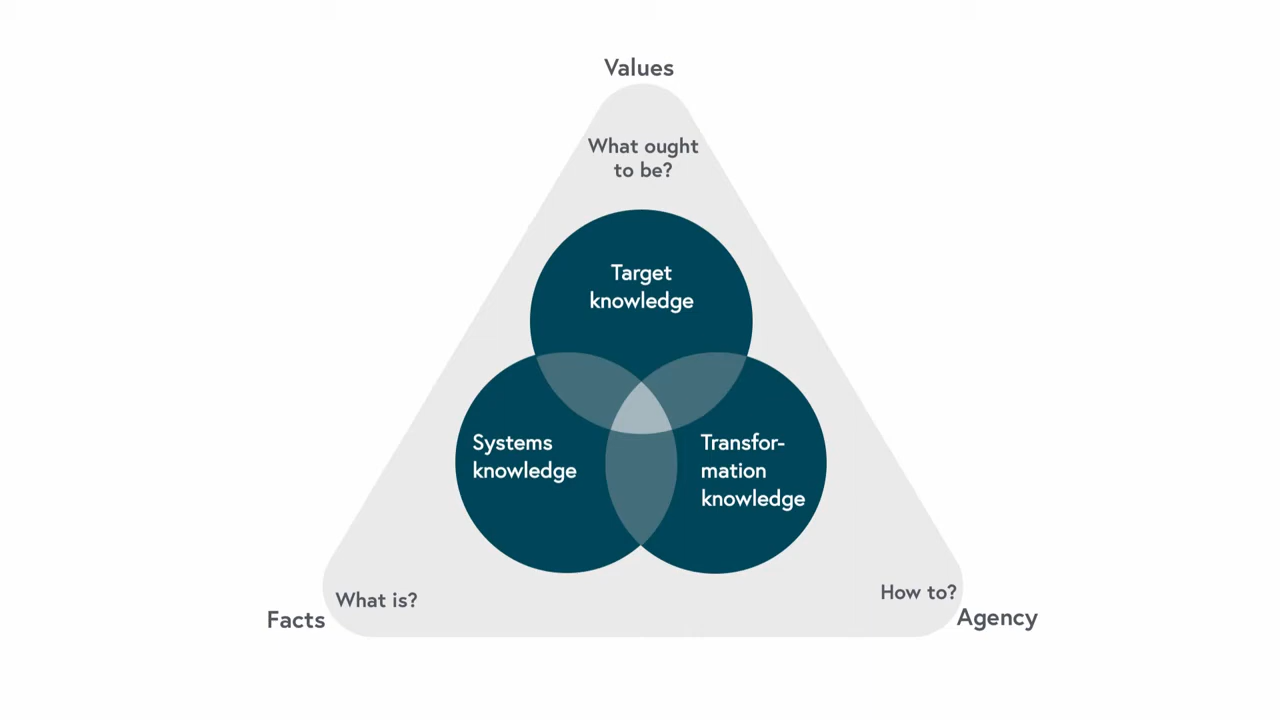 Values
What ought
to be?
Target
knowledge
Systems
knowledge
Transfor-
mation
knowledge
What is?
How to?
Facts
Agency